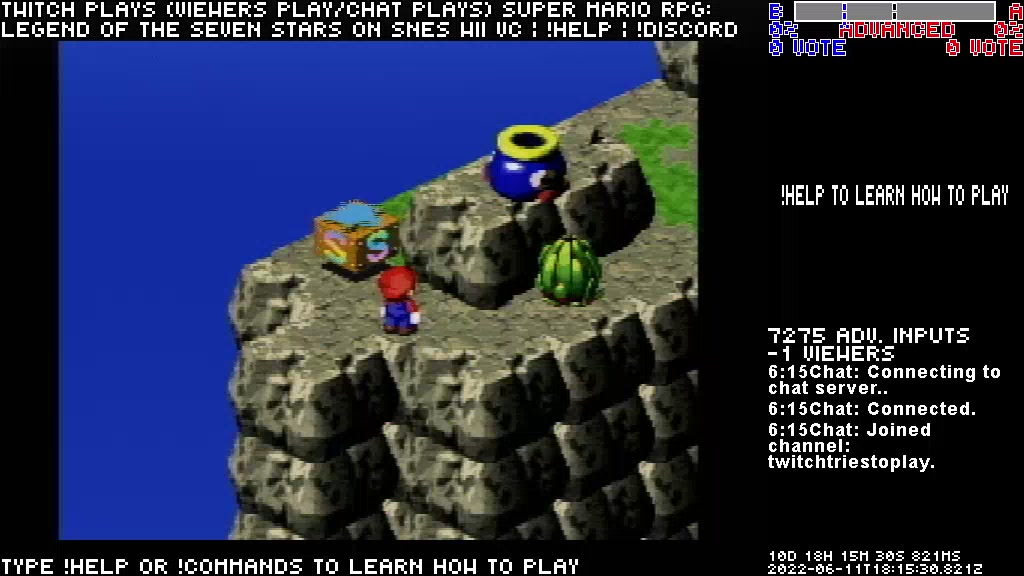 TWITCH PLAYS (VIEWERS PLAY/CHAT PLAYS) SUPER MARIO RPG:
LEGEND OF THE SEVEN STARS ON SNES WII VC ¦ !HELP ¦ !DISCORD
B A
0% ADVANCED 0%
0 VOTE 0 VOTE
!HELP TO LEARN HOW TO PLAY
S S
7275 ADV. INPUTS
-1 VIEWERS
6:15Chat: Connecting to
chat server..
6:15Chat: Connected.
6:15Chat: Joined
channel:
twitchtriestoplay.
TYPE !HELP OR !COMMANDS TO LEARN HOW TO PLAY
10D 18H 15M 30S 821MS
2022-06-11T18:15:30.821Z